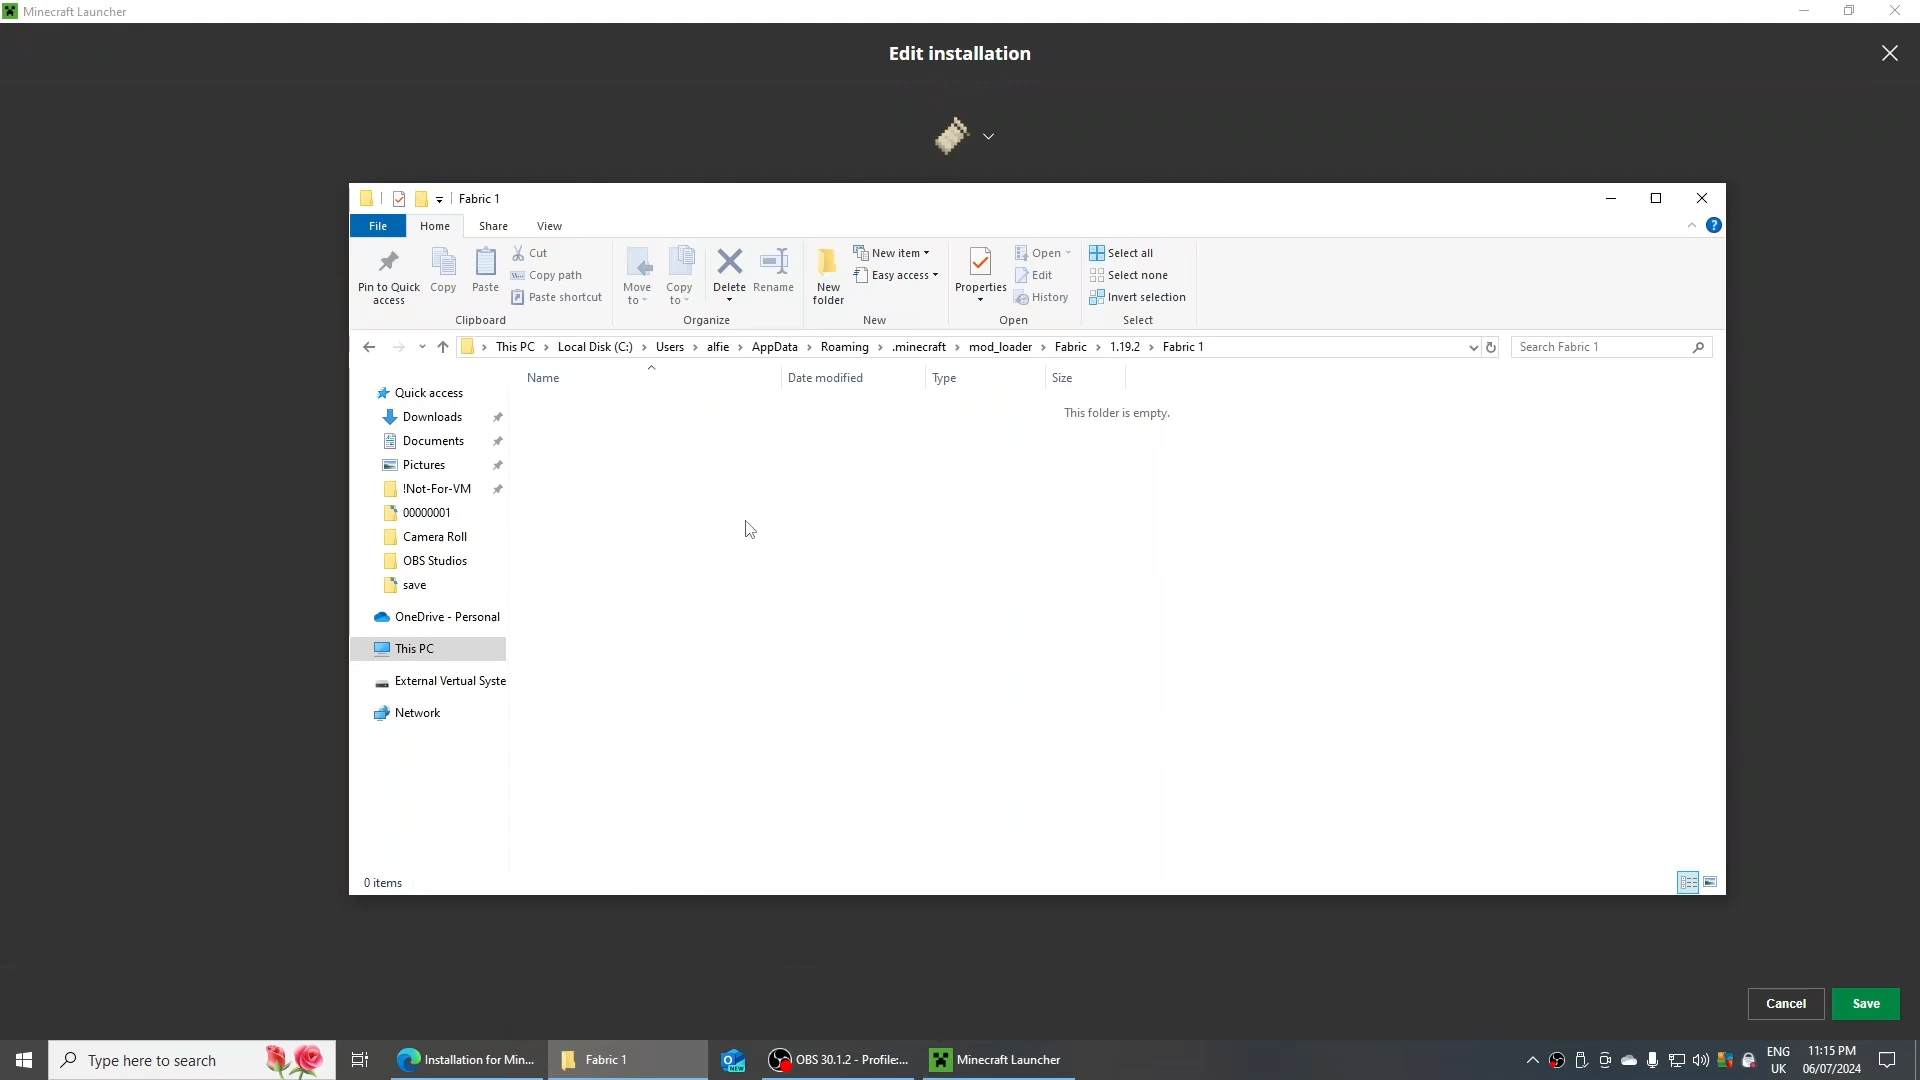 Minecraft Launcher
Edit installation
Fabric 1
File
Home
Share
View
Pin to Quick access
Copy
Paste
Cut
Copy path
Paste shortcut
Clipboard
Move to
Copy to
Delete
Rename
Organize
New folder
New item
Easy access
New
Properties
Open
Edit
History
Open
Select all
Select none
Invert selection
Select
This PC > Local Disk (C:) > Users > alfie > AppData > Roaming > .minecraft > mod_loader > Fabric > 1.19.2 > Fabric 1
Search Fabric 1
Name
Date modified
Type
Size
This folder is empty.
Quick access
Downloads
Documents
Pictures
!Not-For-VM
00000001
Camera Roll
OBS Studios
save
OneDrive - Personal
This PC
External Vertual Syste
Network
0 items
Cancel
Save
Type here to search
Installation for Min...
Fabric 1
NEW
OBS 30.1.2 - Profile:...
Minecraft Launcher
ENG
UK
11:15 PM
06/07/2024